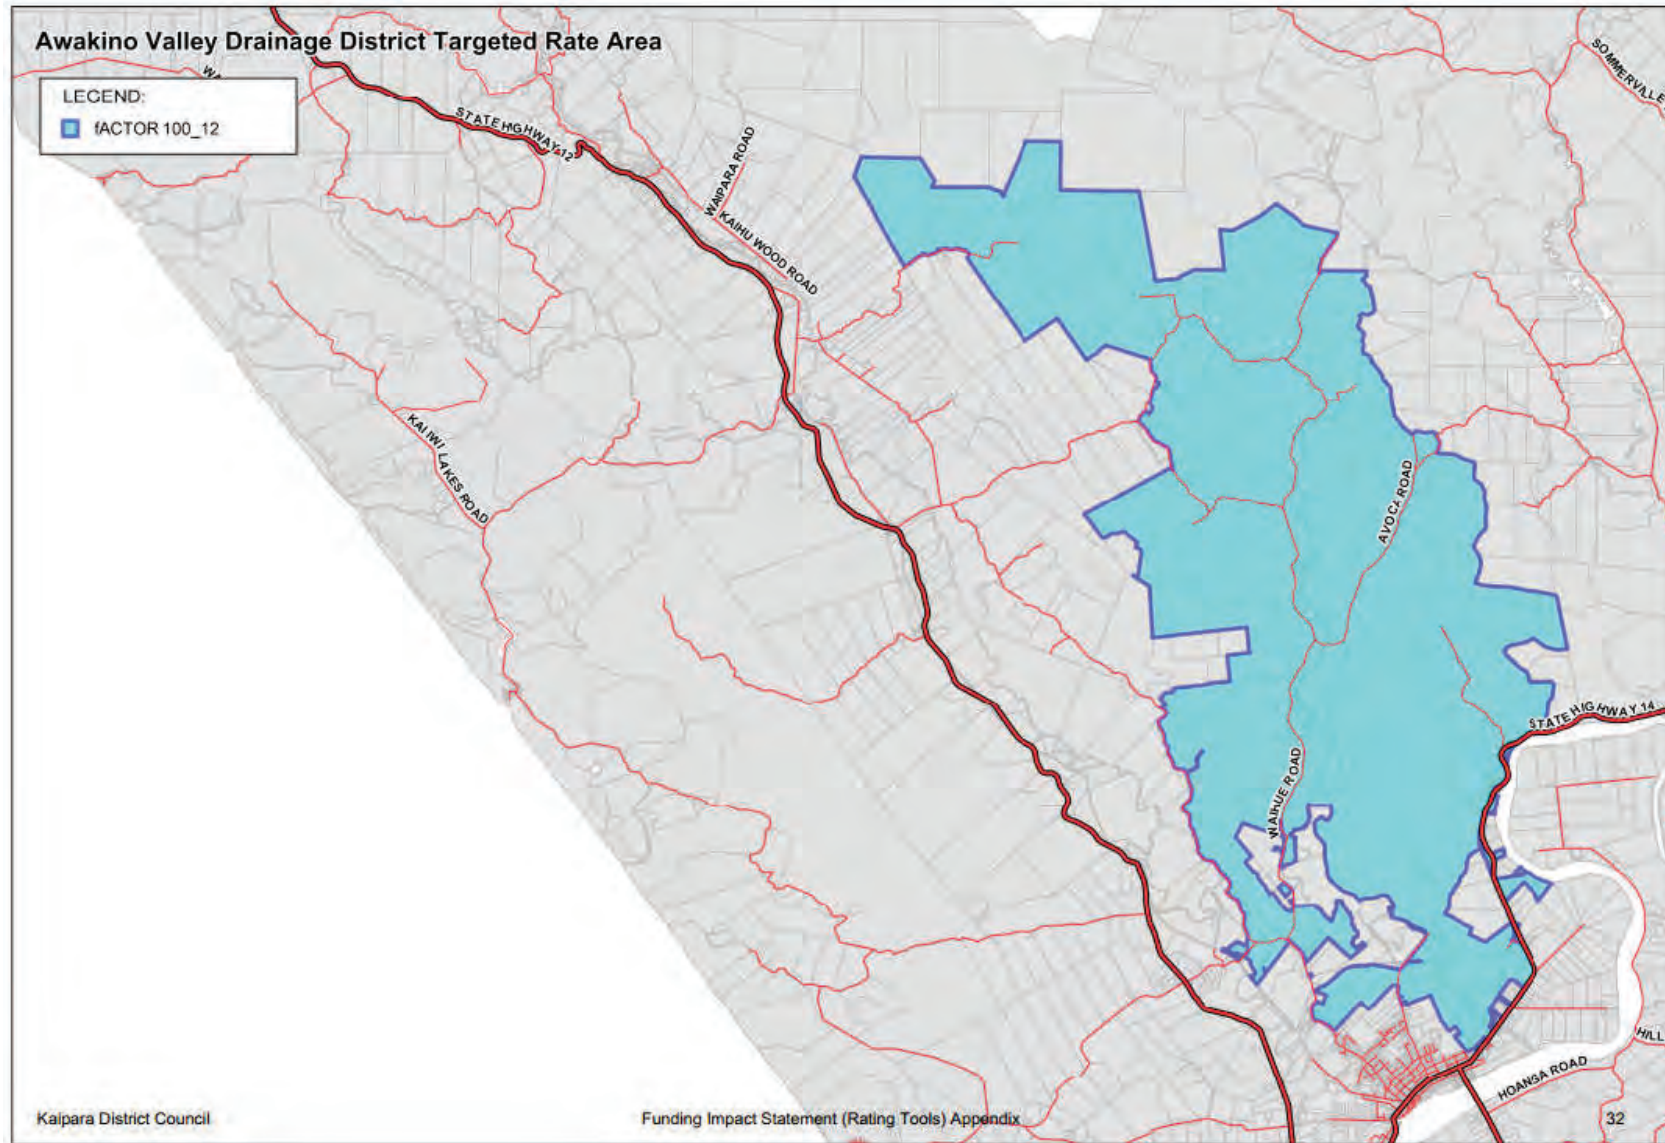 Awakino Valley Drainage District Targeted Rate Area
LEGEND:
fACTOR 100_12
STATE HIGHWAY 12
WAIPARA ROAD
KAIHU WOOD ROAD
SOMMERVILLE
KAI IWI LAKES ROAD
AVOCA ROAD
STATE HIGHWAY 14
WAIHUE ROAD
HILL
HOANGA ROAD
Kaipara District Council
Funding Impact Statement (Rating Tools) Appendix
32